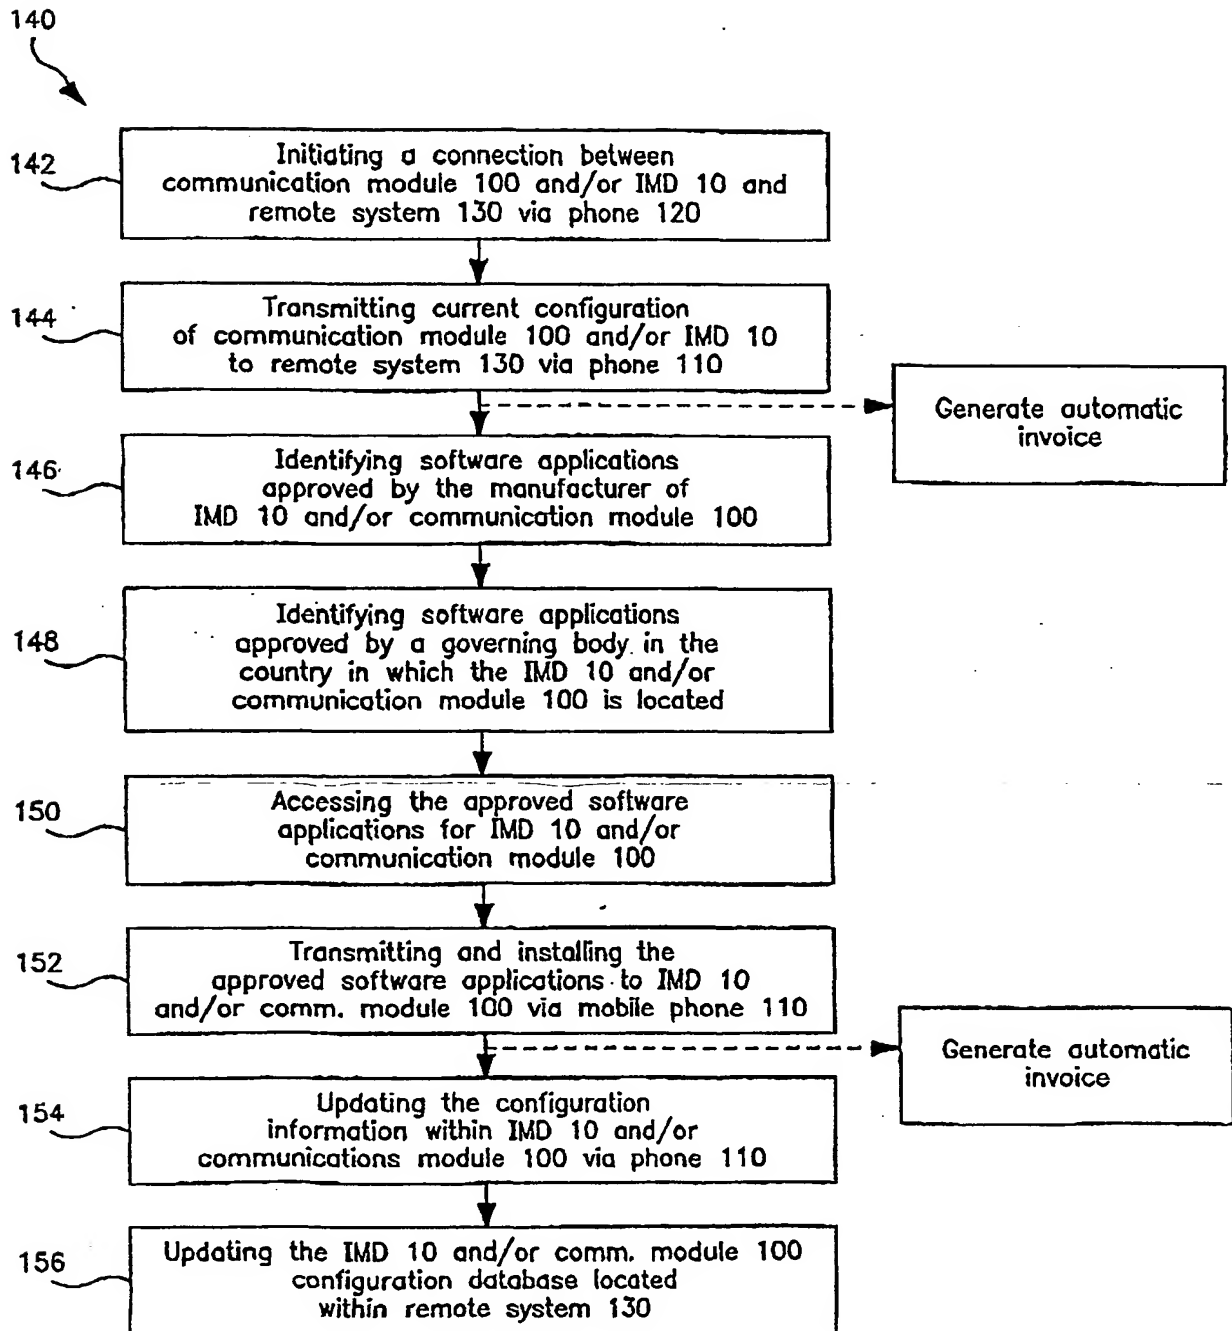 140
142
Initiating a connection between
communication module 100 and/or IMD 10 and
remote system 130 via phone 120
144
Transmitting current configuration
of communication module 100 and/or IMD 10
to remote system 130 via phone 110
Generate automatic
invoice
146
Identifying software applications
approved by the manufacturer of
IMD 10 and/or communication module 100
148
Identifying software applications
approved by a governing body in the
country in which the IMD 10 and/or
communication module 100 is located
150
Accessing the approved software
applications for IMD 10 and/or
communication module 100
152
Transmitting and installing the
approved software applications to IMD 10
and/or comm. module 100 via mobile phone 110
Generate automatic
invoice
154
Updating the configuration
information within IMD 10 and/or
communications module 100 via phone 110
156
Updating the IMD 10 and/or comm. module 100
configuration database located
within remote system 130